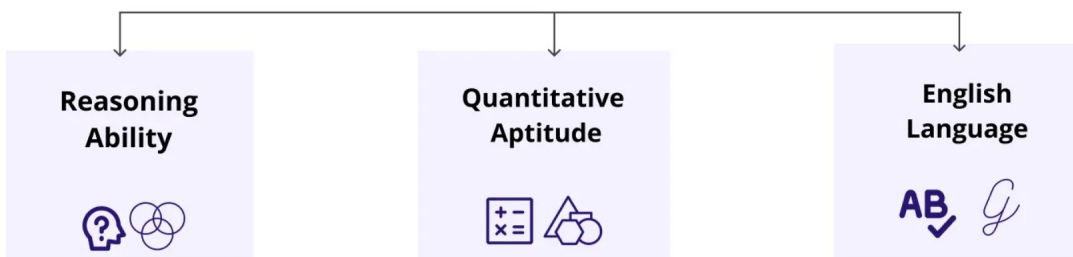 Reasoning
Ability
Quantitative
Aptitude
English
Language
AB
G